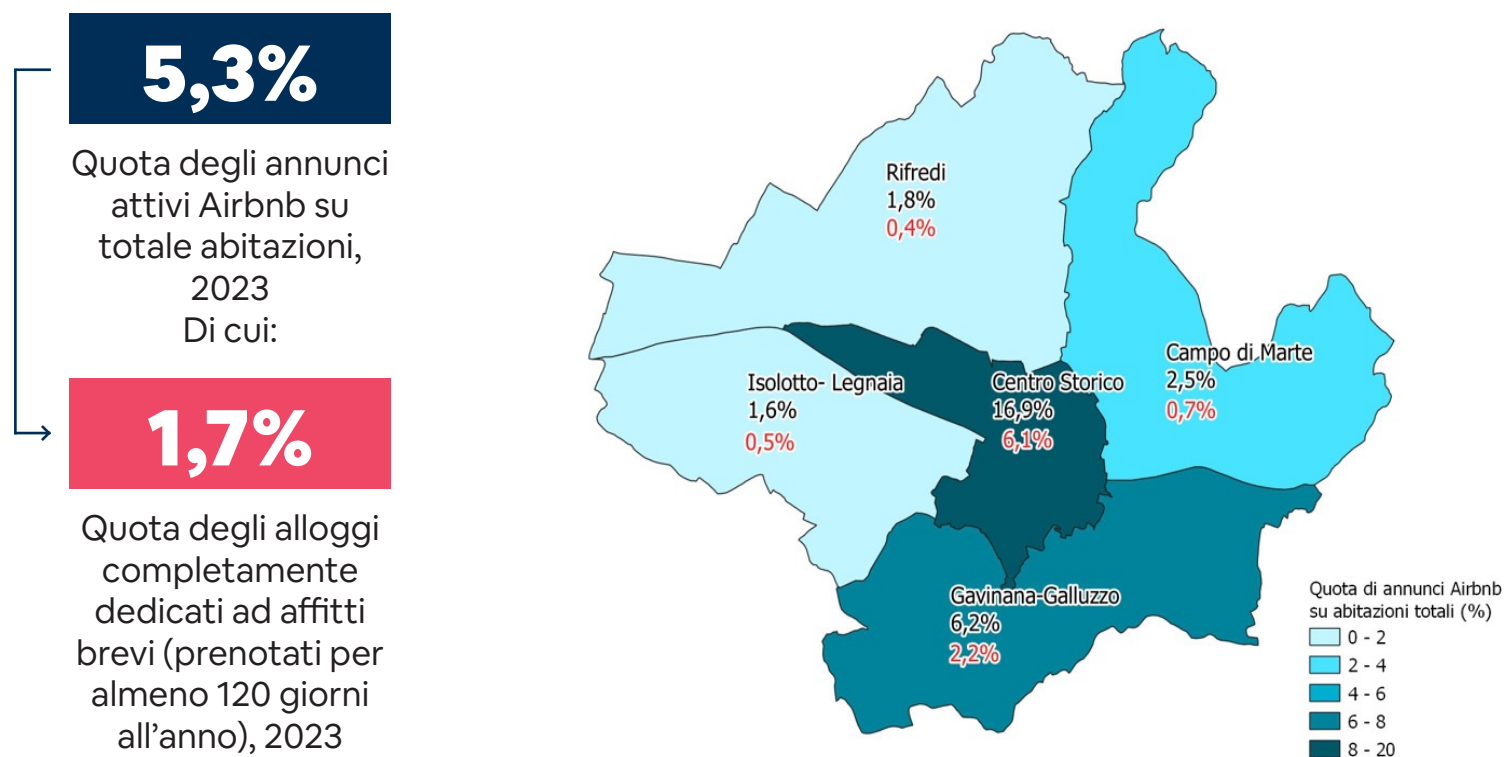 5,3%
Quota degli annunci
attivi Airbnb su
totale abitazioni,
2023
Di cui:
1,7%
Quota degli alloggi
completamente
dedicati ad affitti
brevi (prenotati per
almeno 120 giorni
all’anno), 2023
Rifredi
1,8%
0,4%
Campo di Marte
2,5%
0,7%
Isolotto- Legnaia
1,6%
0,5%
Centro Storico
16,9%
6,1%
Gavinana-Galluzzo
6,2%
2,2%
Quota di annunci Airbnb
su abitazioni totali (%)
0 - 2
2 - 4
4 - 6
6 - 8
8 - 20